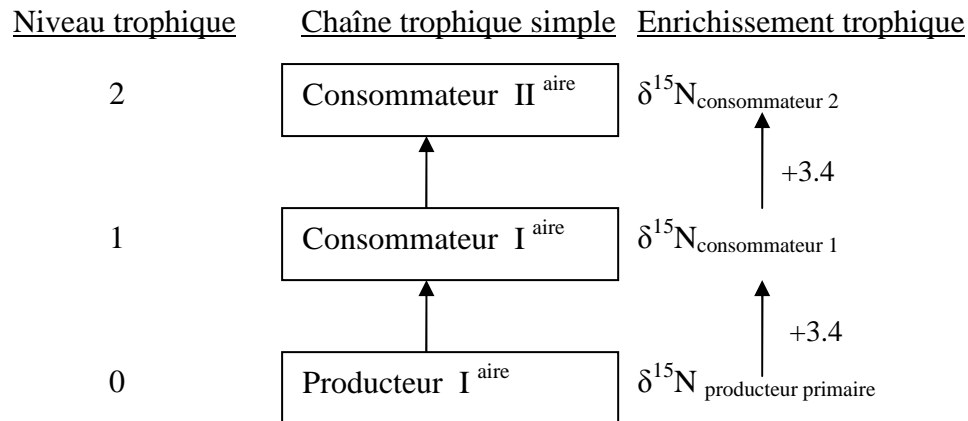 Niveau trophique Chaîne trophique simple Enrichissement trophique
2 Consommateur II aire δ15Nconsommateur 2
+3.4
1 Consommateur I aire δ15Nconsommateur 1
+3.4
0 Producteur I aire δ15N producteur primaire